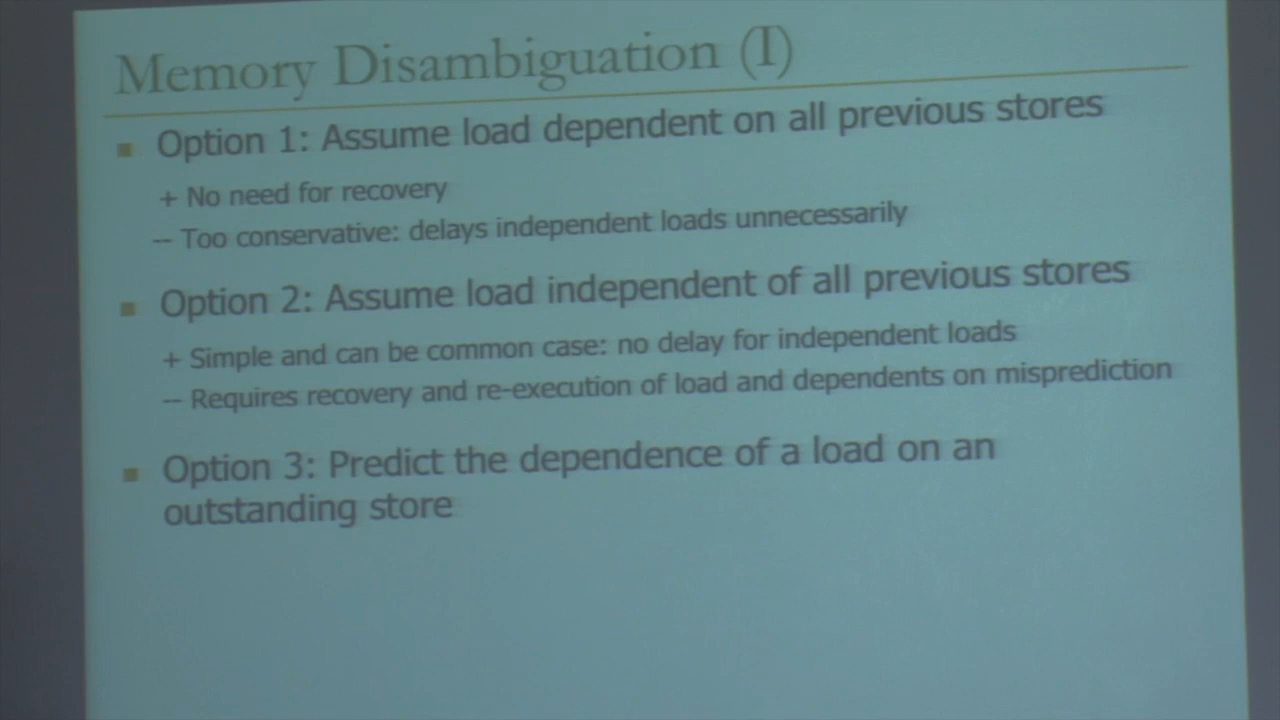 Memory Disambiguation (I)
Option 1: Assume load dependent on all previous stores
+ No need for recovery
-- Too conservative: delays independent loads unnecessarily
Option 2: Assume load independent of all previous stores
+ Simple and can be common case: no delay for independent loads
-- Requires recovery and re-execution of load and dependents on misprediction
Option 3: Predict the dependence of a load on an
outstanding store